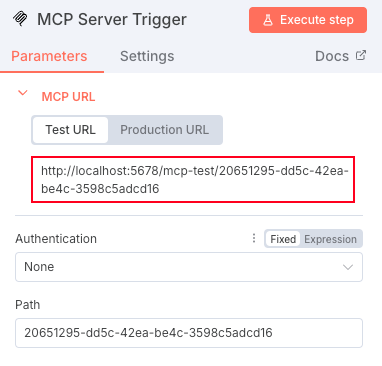 MCP Server Trigger
Execute step
Parameters
Settings
Docs
MCP URL
Test URL
Production URL
http://localhost:5678/mcp-test/20651295-dd5c-42ea-
be4c-3598c5adcd16
Authentication
Fixed
Expression
None
Path
20651295-dd5c-42ea-be4c-3598c5adcd16